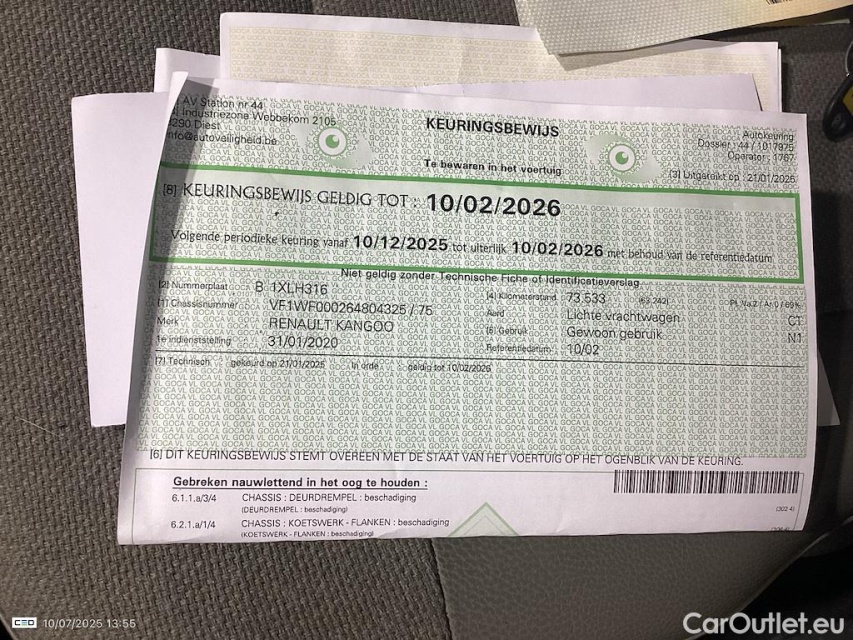 AV Station nr 44
Industriezone Webbekom 2105
3290 Diest
info@autoveiligheid.be
KEURINGSBEWIJS
Te bewaren in het voertuig
Autokeuring
Dossier : 44 / 1017975
Operator : 1767
[3] Uitgereikt op : 21/01/2025
[8] KEURINGSBEWIJS GELDIG TOT : 10/02/2026
Volgende periodieke keuring vanaf 10/12/2025 tot uiterlijk 10/02/2026 met behoud van de referentiedatum
Niet geldig zonder Technische Fiche of Identificatieverslag
[2] Nummerplaat B 1XLH316
[1] Chassisnummer VF1WF000264804325 / 75
Merk RENAULT KANGOO
1e indienststelling 31/01/2020
[4] Kilometerstand 73.533 (63.242)
Aard Lichte vrachtwagen CT
[5] Gebruik Gewoon gebruik N1
Referentiedatum 10/02
[7] Technisch gekeurd op 21/01/2025 In orde geldig tot 10/02/2026
[6] DIT KEURINGSBEWIJS STEMT OVEREEN MET DE STAAT VAN HET VOERTUIG OP HET OGENBLIK VAN DE KEURING.
Gebreken nauwlettend in het oog te houden :
6.1.1.a/3/4 CHASSIS : DEURDREMPEL : beschadiging
(DEURDREMPEL : beschadiging) (302.4)
6.2.1.a/1/4 CHASSIS : KOETSWERK - FLANKEN : beschadiging
(KOETSWERK - FLANKEN : beschadiging)
10/07/2025 13:55
CarOutlet.eu